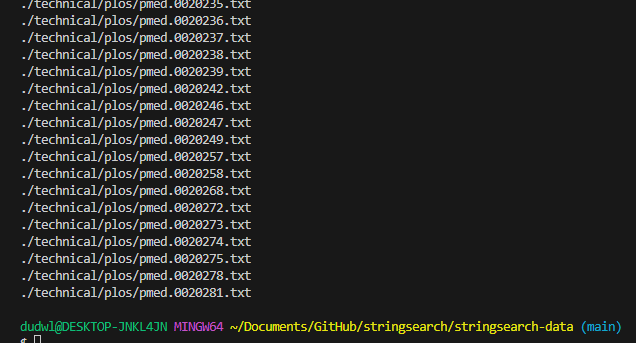 ./technical/plos/pmed.0020235.txt
./technical/plos/pmed.0020236.txt
./technical/plos/pmed.0020237.txt
./technical/plos/pmed.0020238.txt
./technical/plos/pmed.0020239.txt
./technical/plos/pmed.0020242.txt
./technical/plos/pmed.0020246.txt
./technical/plos/pmed.0020247.txt
./technical/plos/pmed.0020249.txt
./technical/plos/pmed.0020257.txt
./technical/plos/pmed.0020258.txt
./technical/plos/pmed.0020268.txt
./technical/plos/pmed.0020272.txt
./technical/plos/pmed.0020273.txt
./technical/plos/pmed.0020274.txt
./technical/plos/pmed.0020275.txt
./technical/plos/pmed.0020278.txt
./technical/plos/pmed.0020281.txt
dudwl@DESKTOP-JNKL4JN MINGW64 ~/Documents/GitHub/stringsearch/stringsearch-data (main)
$